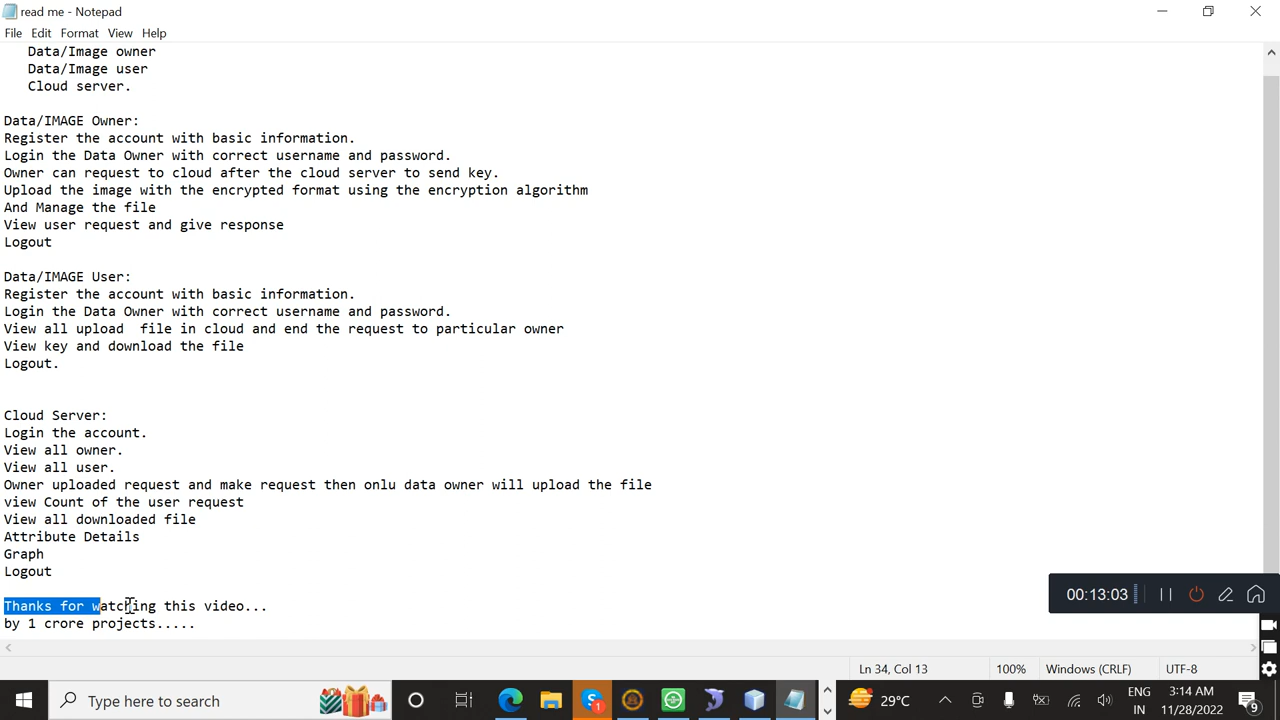 read me - Notepad
File Edit Format View Help
Data/Image owner
Data/Image user
Cloud server.
Data/IMAGE Owner:
Register the account with basic information.
Login the Data Owner with correct username and password.
Owner can request to cloud after the cloud server to send key.
Upload the image with the encrypted format using the encryption algorithm
And Manage the file
View user request and give response
Logout
Data/IMAGE User:
Register the account with basic information.
Login the Data Owner with correct username and password.
View all upload  file in cloud and end the request to particular owner
View key and download the file
Logout.
Cloud Server:
Login the account.
View all owner.
View all user.
Owner uploaded request and make request then onlu data owner will upload the file
view Count of the user request
View all downloaded file
Attribute Details
Graph
Logout
Thanks for watching this video...
by 1 crore projects.....
00:13:03
Ln 34, Col 13 100% Windows (CRLF) UTF-8
Type here to search
1
29°C
ENG
IN
3:14 AM
11/28/2022
9